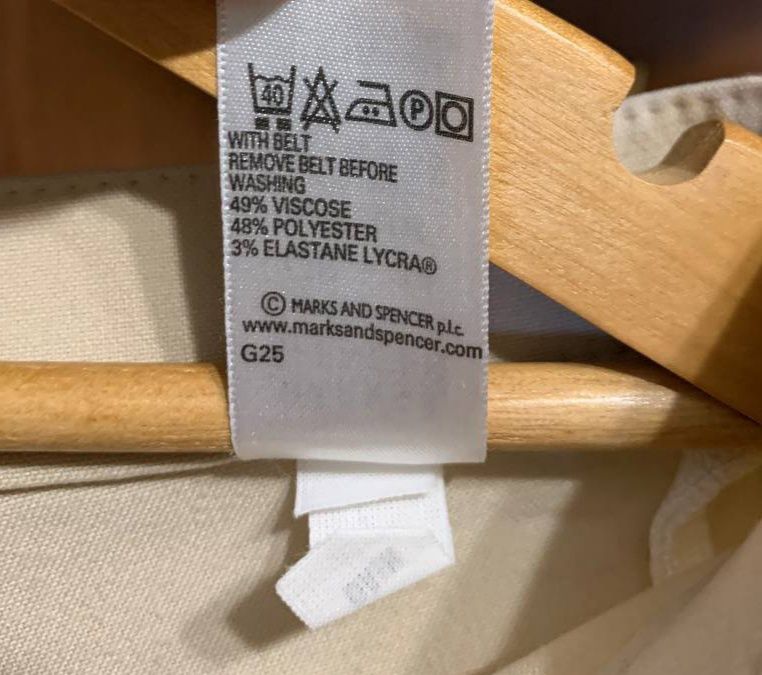 40
P
WITH BELT
REMOVE BELT BEFORE
WASHING
49% VISCOSE
48% POLYESTER
3% ELASTANE LYCRA®
© MARKS AND SPENCER p.l.c.
www.marksandspencer.com
G25